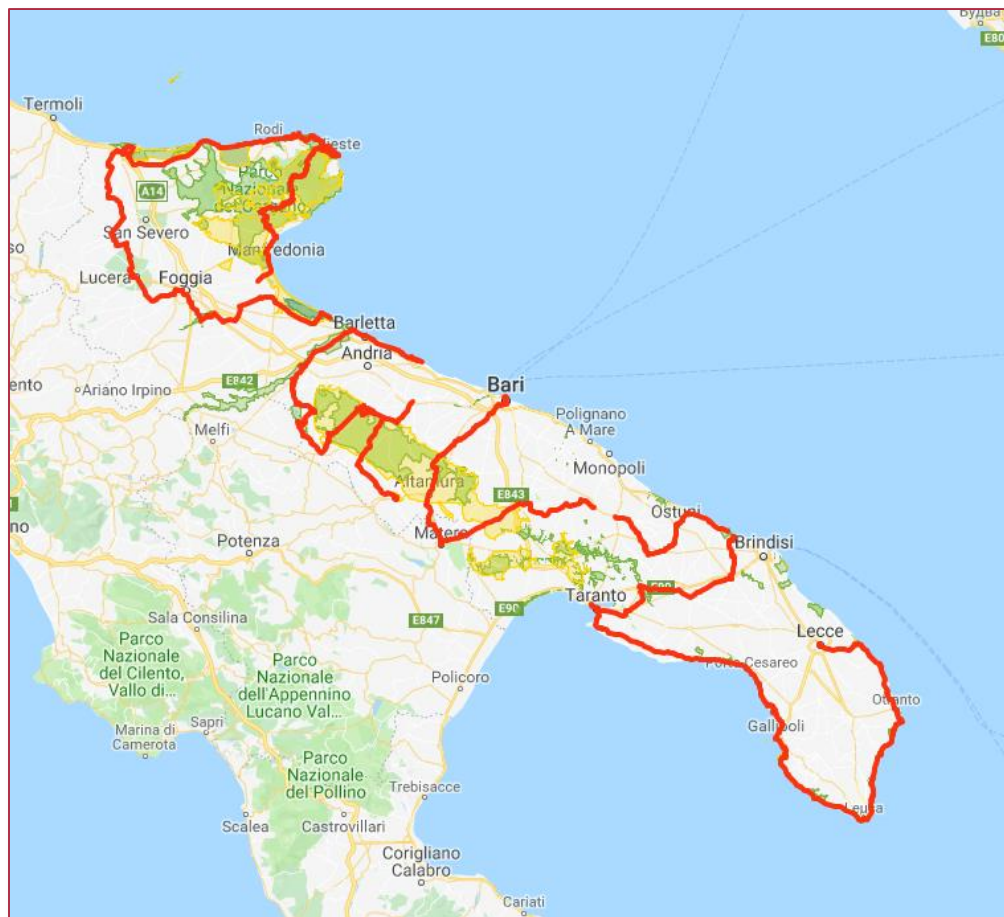 Будва
E80
Termoli
Rodi
ieste
Parco
Nazionale
del Gargano
A14
San Severo
Manfredonia
Lucera
Foggia
Barletta
Andria
E842
ento
Ariano Irpino
Bari
Melfi
Polignano
A Mare
Monopoli
Altamura
E843
Ostuni
no
Matera
Brindisi
Potenza
E90
Taranto
E90
E847
Lecce
Sala Consilina
Parco
Nazionale
del Cilento,
Vallo di...
Parco
Nazionale
dell'Appennino
Lucano Val...
Porto Cesareo
Policoro
Otranto
Sapri
Marina di
Camerota
Gallipoli
Parco
Nazionale
del Pollino
Trebisacce
Leuca
Scalea
Castrovillari
Corigliano
Calabro
Cariati